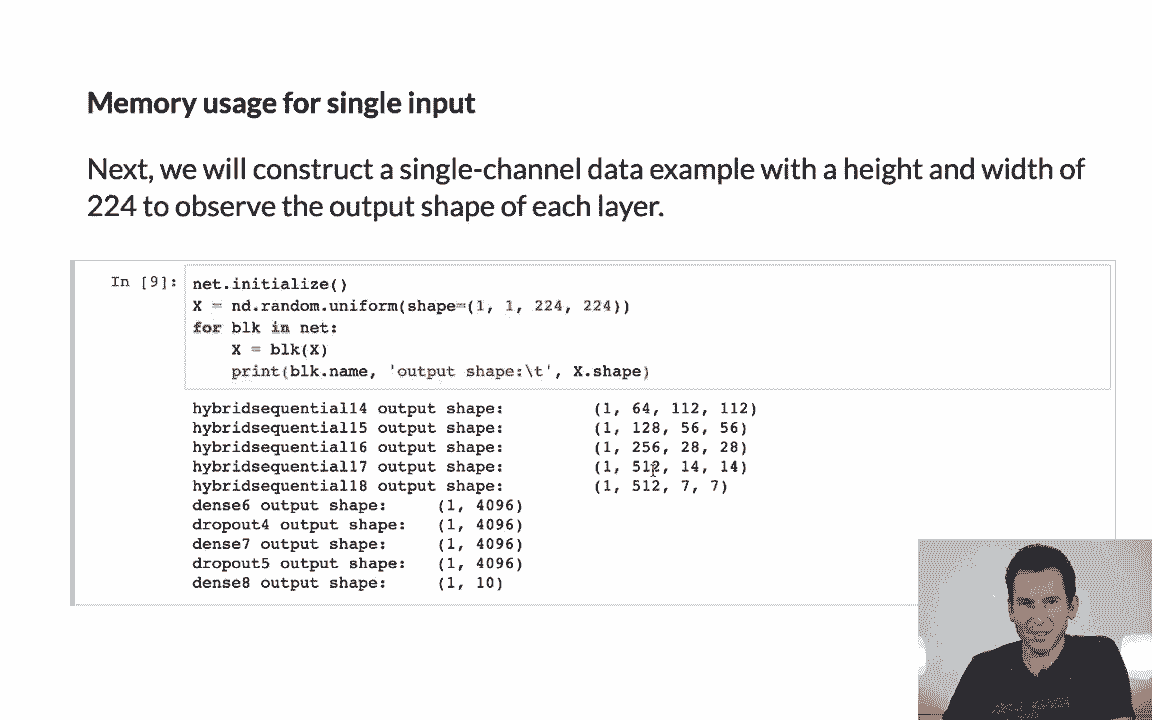 Memory usage for single input
Next, we will construct a single-channel data example with a height and width of
224 to observe the output shape of each layer.
In [9]: net.initialize()
X = nd.random.uniform(shape=(1, 1, 224, 224))
for blk in net:
X = blk(X)
print(blk.name, 'output shape:\t', X.shape)
hybridsequential14 output shape: (1, 64, 112, 112)
hybridsequential15 output shape: (1, 128, 56, 56)
hybridsequential16 output shape: (1, 256, 28, 28)
hybridsequential17 output shape: (1, 512, 14, 14)
hybridsequential18 output shape: (1, 512, 7, 7)
dense6 output shape: (1, 4096)
dropout4 output shape: (1, 4096)
dense7 output shape: (1, 4096)
dropout5 output shape: (1, 4096)
dense8 output shape: (1, 10)